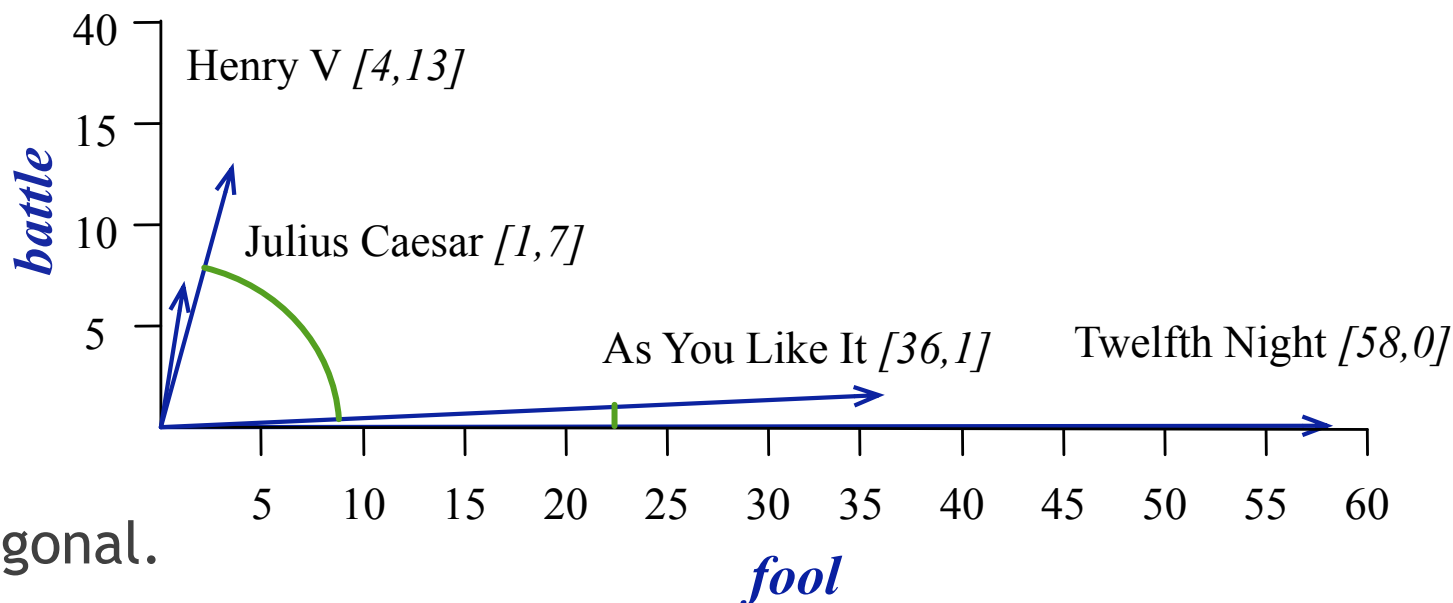 40
Henry V [4,13]
15
battle
10
Julius Caesar [1,7]
5
As You Like It [36,1]
Twelfth Night [58,0]
5 10 15 20 25 30 35 40 45 50 55 60
gonal.
fool